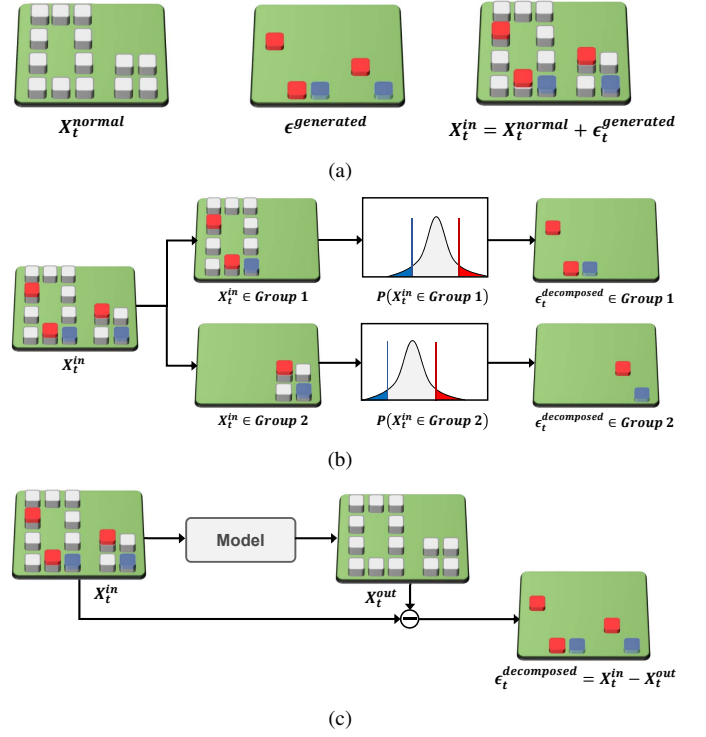 X_t^normal
ϵ^generated
X_t^in = X_t^normal + ϵ_t^generated
(a)
X_t^in
X_t^in ∈ Group 1
P(X_t^in ∈ Group 1)
ϵ_t^decomposed ∈ Group 1
X_t^in ∈ Group 2
P(X_t^in ∈ Group 2)
ϵ_t^decomposed ∈ Group 2
(b)
Model
X_t^in
X_t^out
ϵ_t^decomposed = X_t^in − X_t^out
(c)